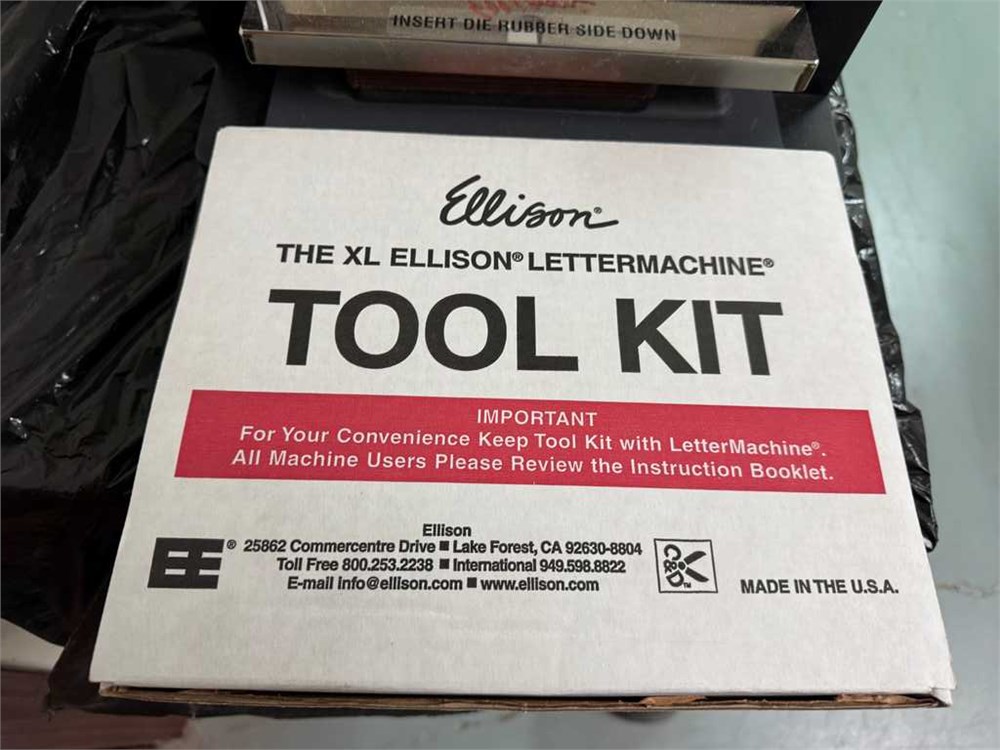 INSERT DIE RUBBER SIDE DOWN
Ellison®
THE XL ELLISON® LETTERMACHINE®
TOOL KIT
IMPORTANT
For Your Convenience Keep Tool Kit with LetterMachine®.
All Machine Users Please Review the Instruction Booklet.
Ellison
25862 Commercentre Drive ■ Lake Forest, CA 92630-8804
Toll Free 800.253.2238 ■ International 949.598.8822
E-mail info@ellison.com ■ www.ellison.com
EE®
CRD™
MADE IN THE U.S.A.